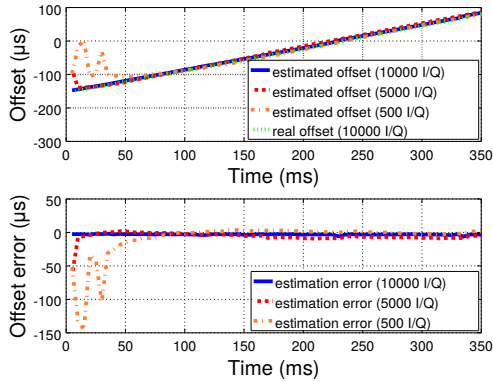 100
0
-100
-200
-300
Offset (µs)
0
50
100
150
200
250
300
350
Time (ms)
estimated offset (10000 I/Q)
estimated offset (5000 I/Q)
estimated offset (500 I/Q)
real offset (10000 I/Q)
50
0
-50
-100
-150
Offset error (µs)
0
50
100
150
200
250
300
350
Time (ms)
estimation error (10000 I/Q)
estimation error (5000 I/Q)
estimation error (500 I/Q)